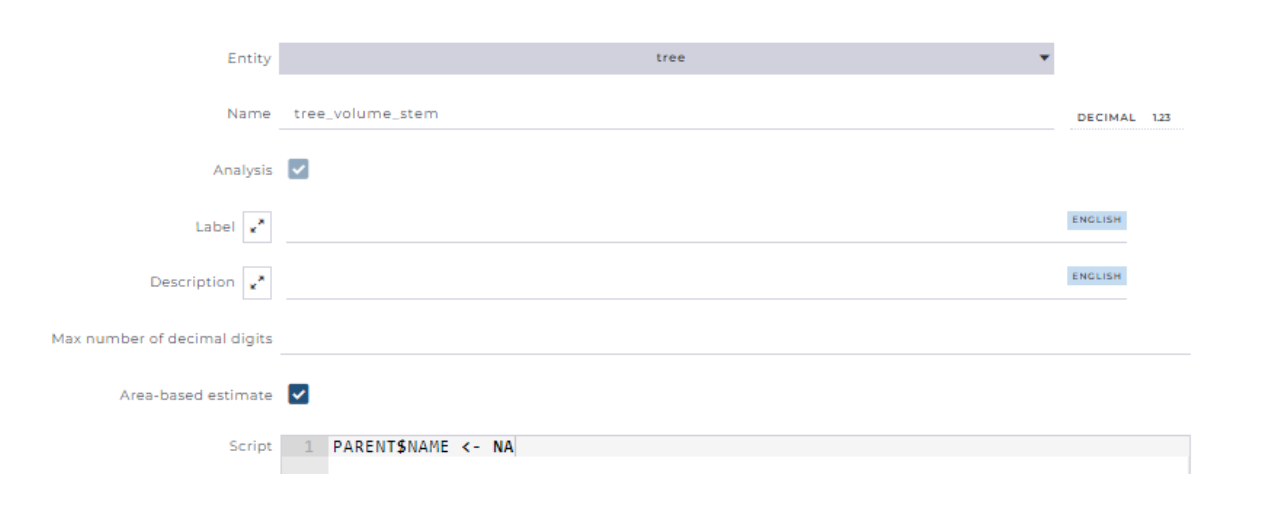 Entity tree
Name tree_volume_stem DECIMAL 1.23
Analysis
Label ENGLISH
Description ENGLISH
Max number of decimal digits
Area-based estimate
Script 1 PARENT$NAME <- NA